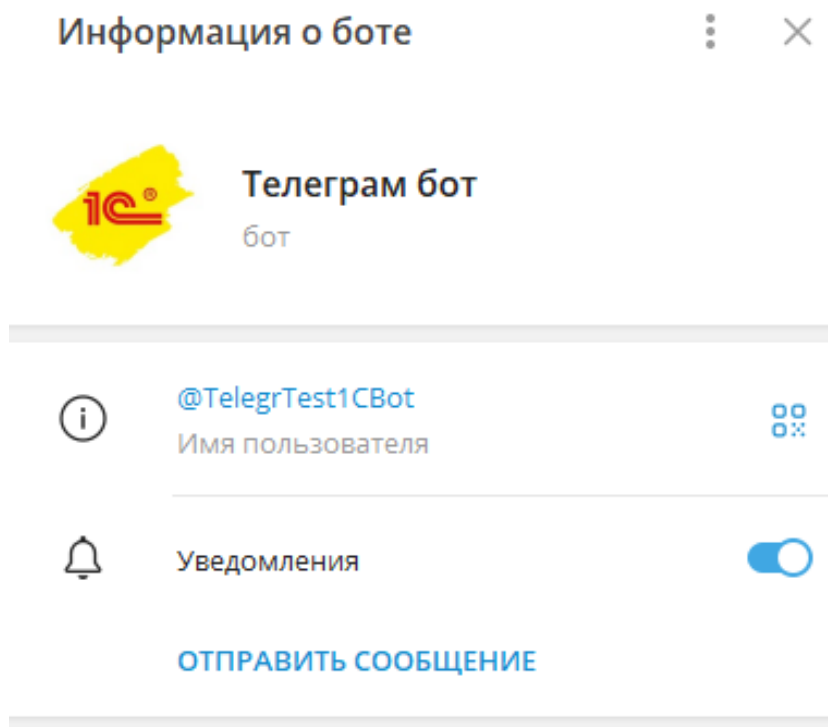 Информация о боте
1С®
Телеграм бот
бот
@TelegrTest1CBot
Имя пользователя
Уведомления
ОТПРАВИТЬ СООБЩЕНИЕ